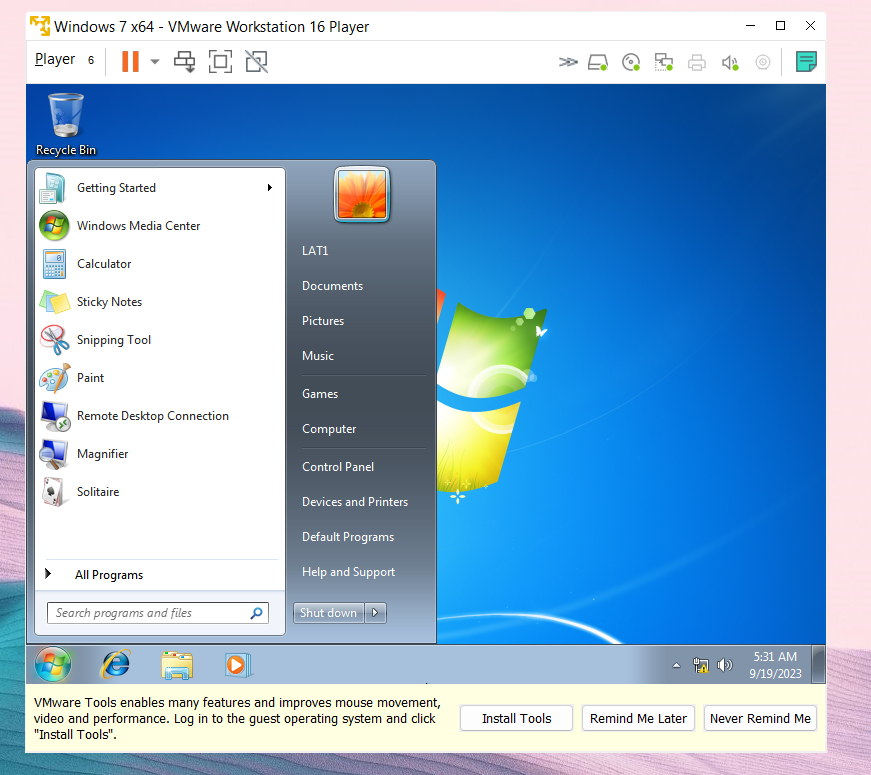 Windows 7 x64 - VMware Workstation 16 Player
Player 6
Recycle Bin
Getting Started
Windows Media Center
Calculator
Sticky Notes
Snipping Tool
Paint
Remote Desktop Connection
Magnifier
Solitaire
All Programs
Search programs and files
LAT1
Documents
Pictures
Music
Games
Computer
Control Panel
Devices and Printers
Default Programs
Help and Support
Shut down
5:31 AM
9/19/2023
VMware Tools enables many features and improves mouse movement,
video and performance. Log in to the guest operating system and click
"Install Tools".
Install Tools
Remind Me Later
Never Remind Me